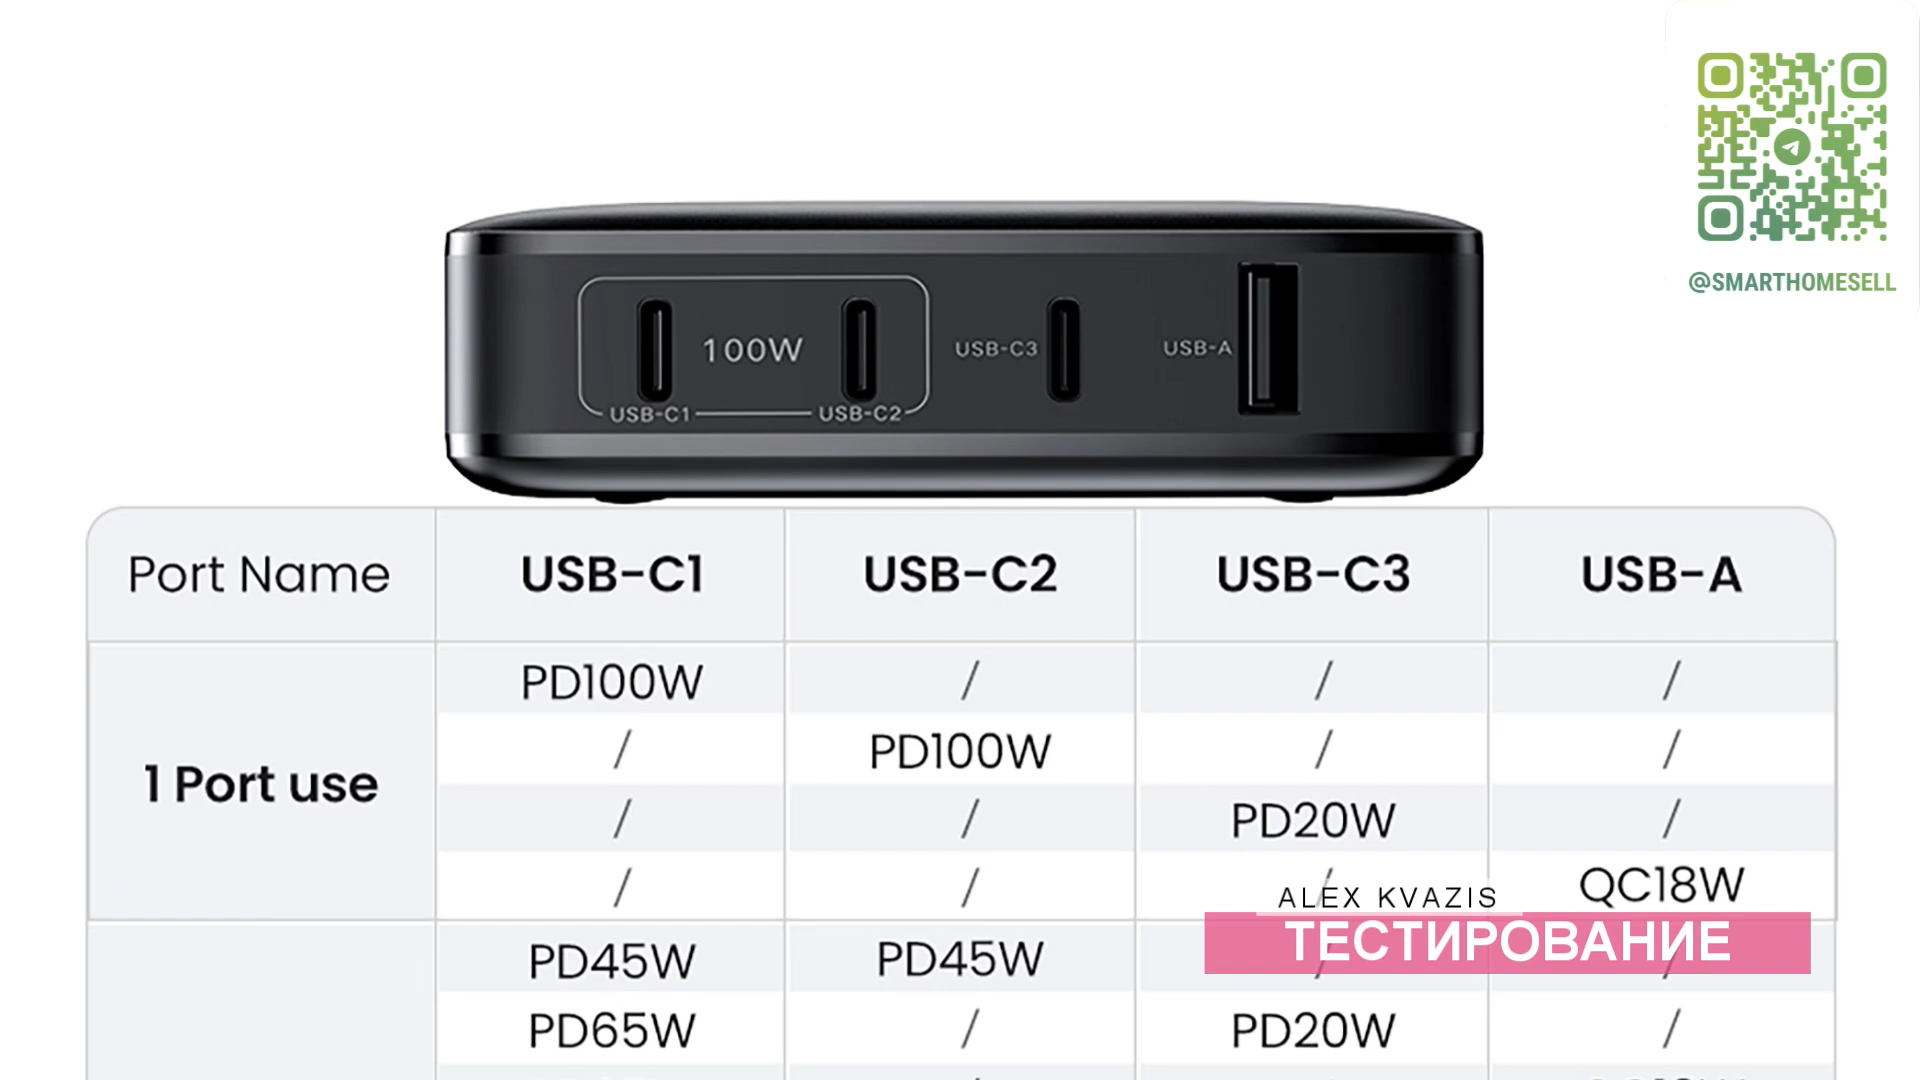 @SMARTHOMESELL
100W
USB-C3
USB-A
USB-C1
USB-C2
Port Name USB-C1 USB-C2 USB-C3 USB-A
PD100W / / /
1 Port use
/ PD100W / /
/ / PD20W /
/ / / QC18W
ALEX KVAZIS
ТЕСТИРОВАНИЕ
PD45W PD45W / /
PD65W / PD20W /